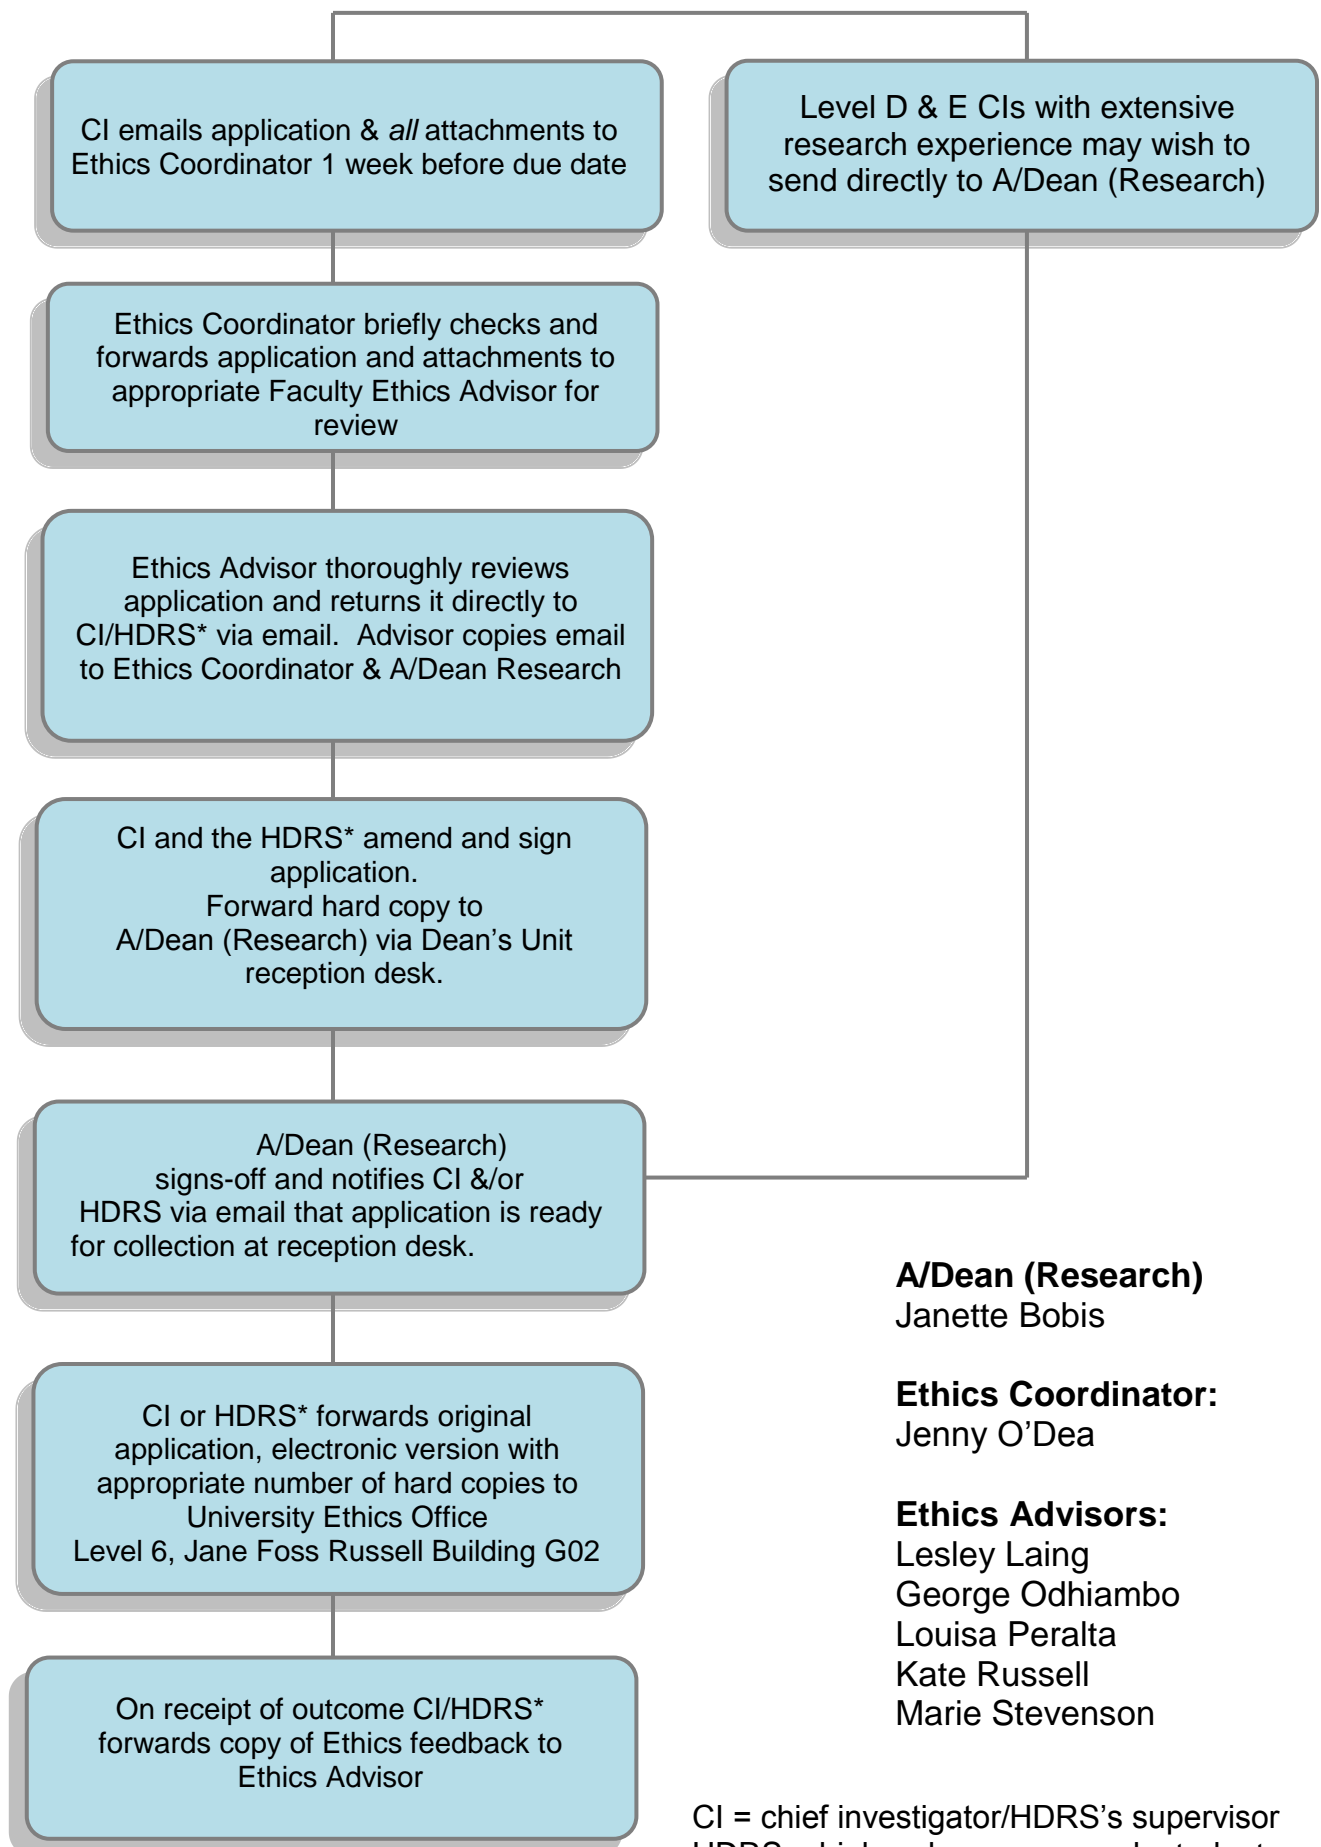 CI emails application & all attachments to
Ethics Coordinator 1 week before due date
Level D & E CIs with extensive
research experience may wish to
send directly to A/Dean (Research)
Ethics Coordinator briefly checks and
forwards application and attachments to
appropriate Faculty Ethics Advisor for
review
Ethics Advisor thoroughly reviews
application and returns it directly to
CI/HDRS* via email. Advisor copies email
to Ethics Coordinator & A/Dean Research
CI and the HDRS* amend and sign
application.
Forward hard copy to
A/Dean (Research) via Dean’s Unit
reception desk.
A/Dean (Research)
signs-off and notifies CI &/or
HDRS via email that application is ready
for collection at reception desk.
CI or HDRS* forwards original
application, electronic version with
appropriate number of hard copies to
University Ethics Office
Level 6, Jane Foss Russell Building G02
On receipt of outcome CI/HDRS*
forwards copy of Ethics feedback to
Ethics Advisor
A/Dean (Research)
Janette Bobis
Ethics Coordinator:
Jenny O’Dea
Ethics Advisors:
Lesley Laing
George Odhiambo
Louisa Peralta
Kate Russell
Marie Stevenson
CI = chief investigator/HDRS’s supervisor